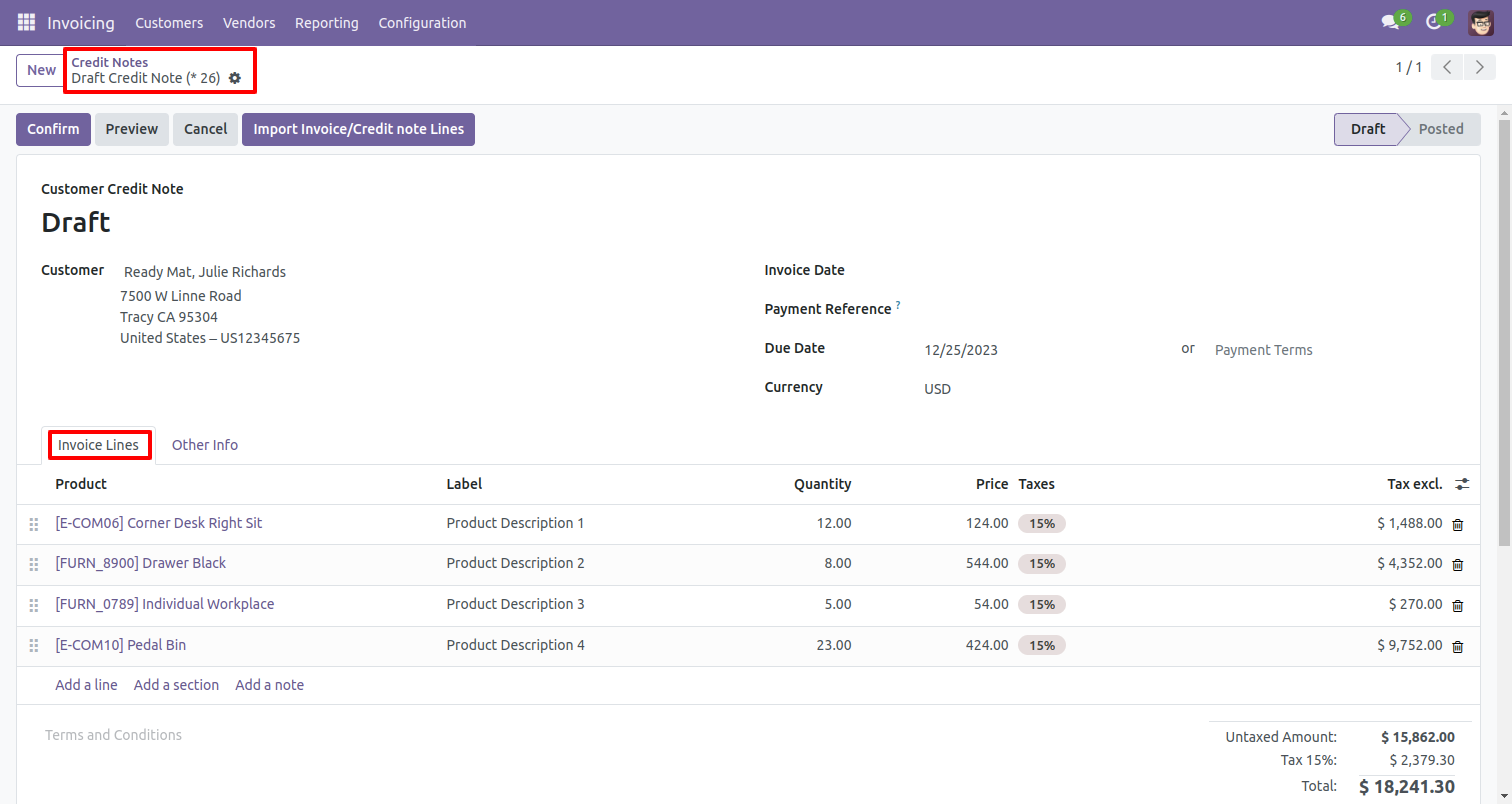 Invoicing Customers Vendors Reporting Configuration 6 1
New
Credit Notes
Draft Credit Note (* 26)
1 / 1
Confirm Preview Cancel Import Invoice/Credit note Lines Draft Posted
Customer Credit Note
Draft
Customer Ready Mat, Julie Richards
7500 W Linne Road
Tracy CA 95304
United States – US12345675
Invoice Date
Payment Reference ?
Due Date 12/25/2023 or Payment Terms
Currency USD
Invoice Lines Other Info
Product Label Quantity Price Taxes Tax excl.
[E-COM06] Corner Desk Right Sit Product Description 1 12.00 124.00 15% $ 1,488.00
[FURN_8900] Drawer Black Product Description 2 8.00 544.00 15% $ 4,352.00
[FURN_0789] Individual Workplace Product Description 3 5.00 54.00 15% $ 270.00
[E-COM10] Pedal Bin Product Description 4 23.00 424.00 15% $ 9,752.00
Add a line Add a section Add a note
Terms and Conditions
Untaxed Amount: $ 15,862.00
Tax 15%: $ 2,379.30
Total: $ 18,241.30